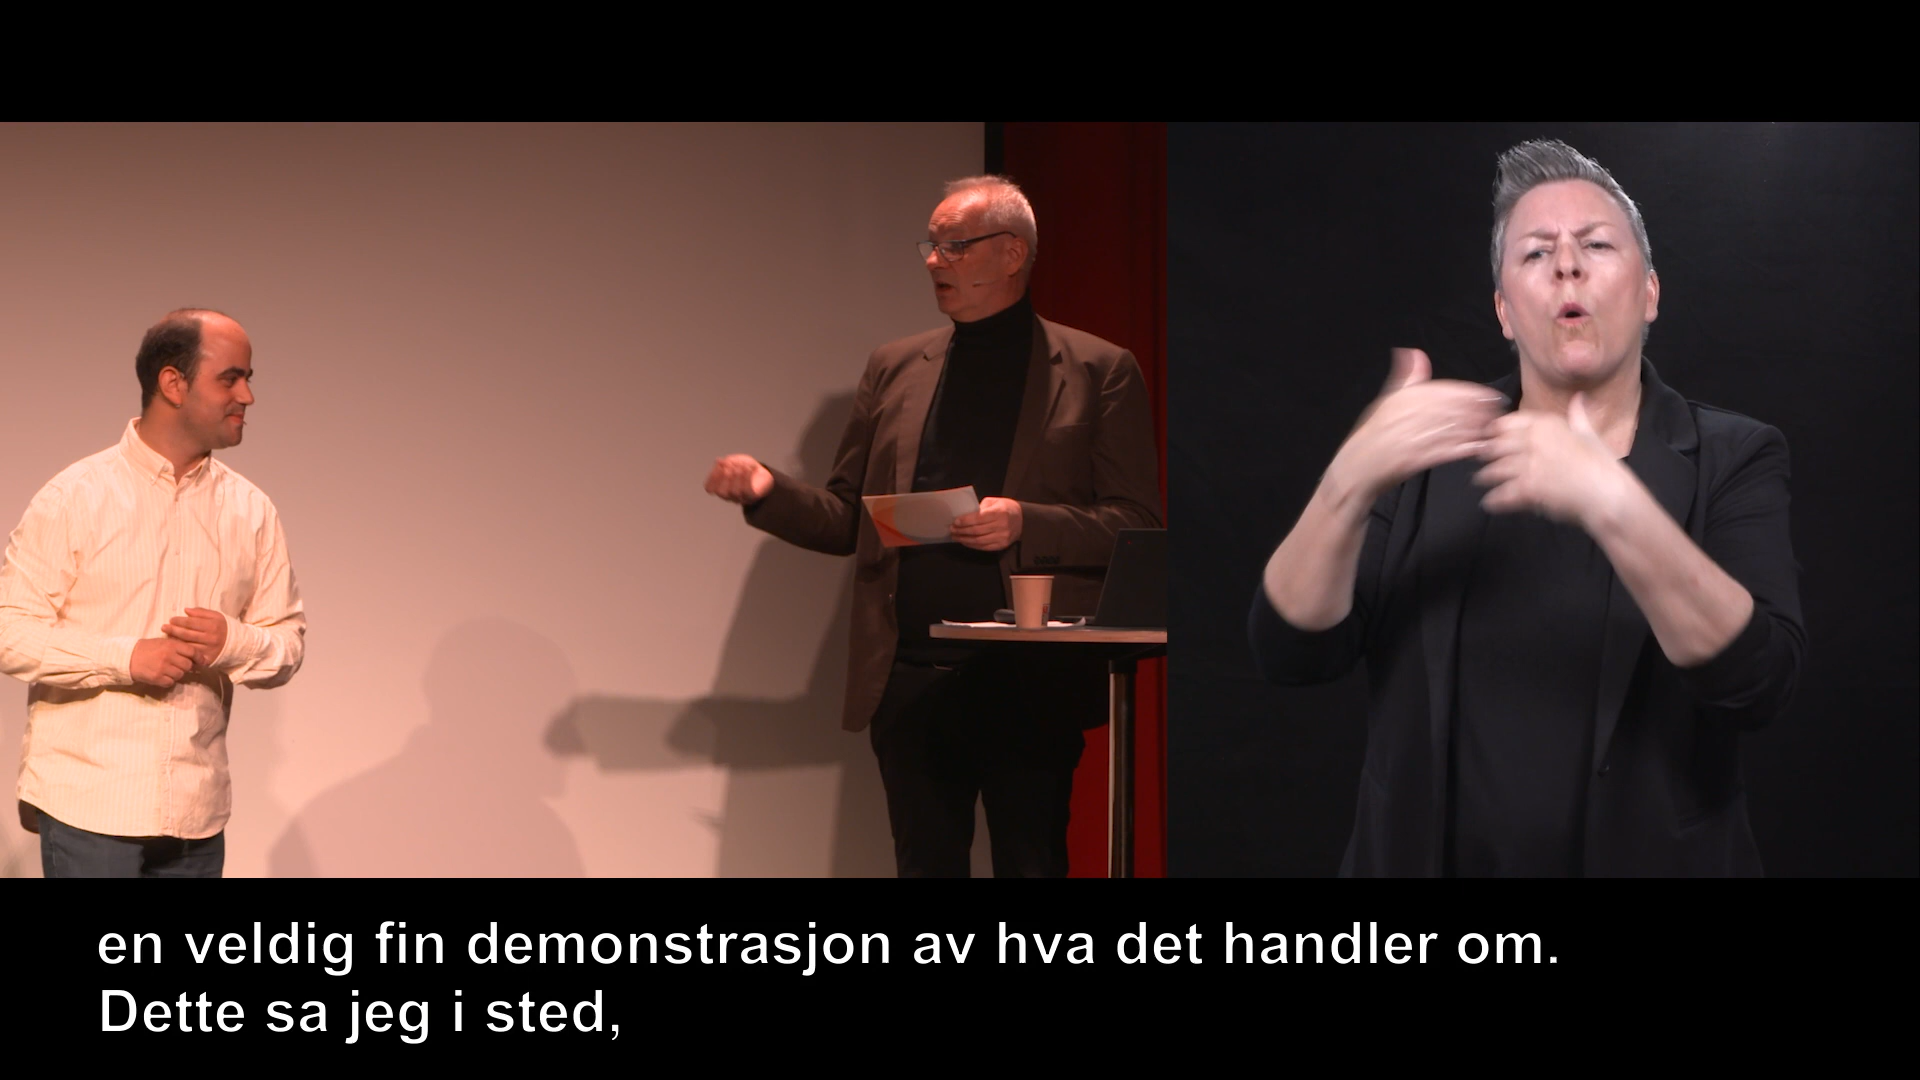 en veldig fin demonstrasjon av hva det handler om.
Dette sa jeg i sted,